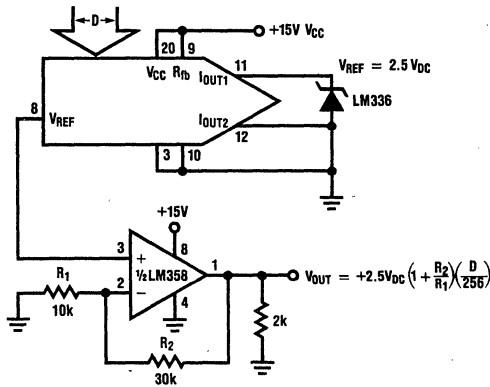 D
+15V VCC
20 9
VCC Rfb IOUT1 11
VREF = 2.5 VDC
8 VREF
LM336
IOUT2
12
3 10
+15V
3 + 8
½LM358 1
VOUT = +2.5VDC (1 + R2/R1)(D/256)
R1
2 −
10k
4
2k
R2
30k